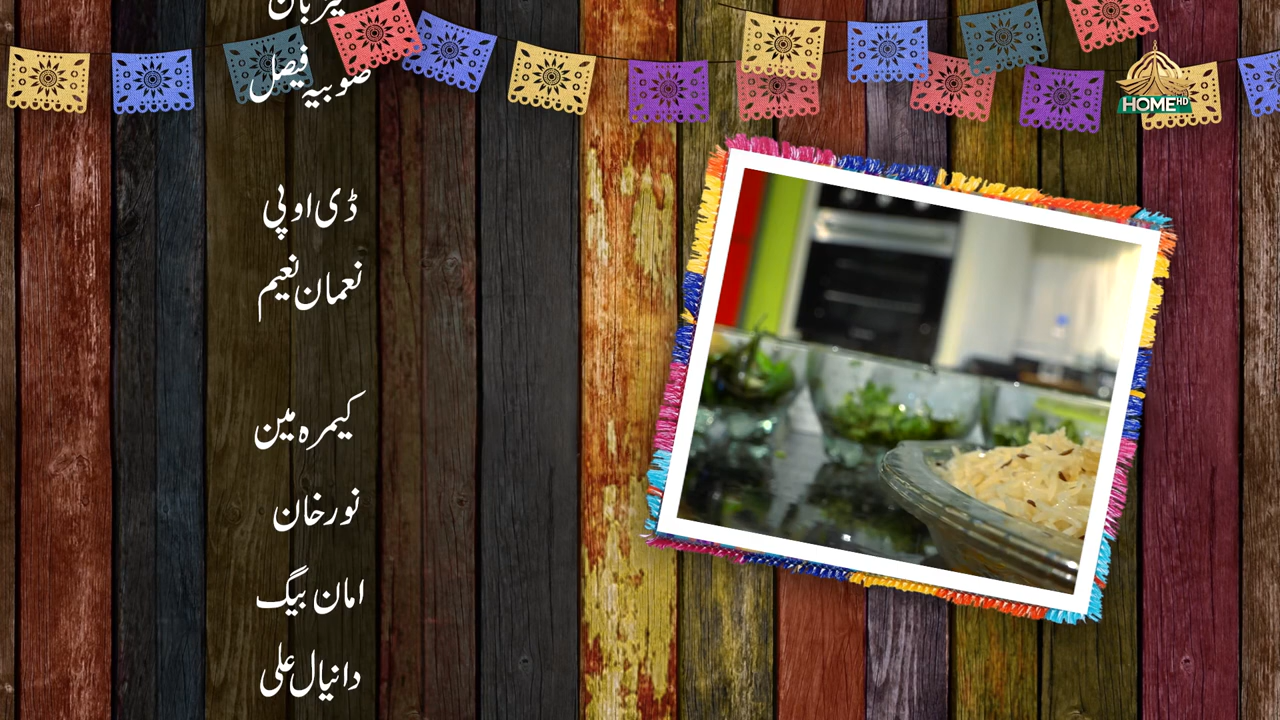 صوبیہ فیصل
ڈی او پی
نعمان نعیم
کیمرہ مین
نور خان
امان بیگ
دانیال علی
HOME HD